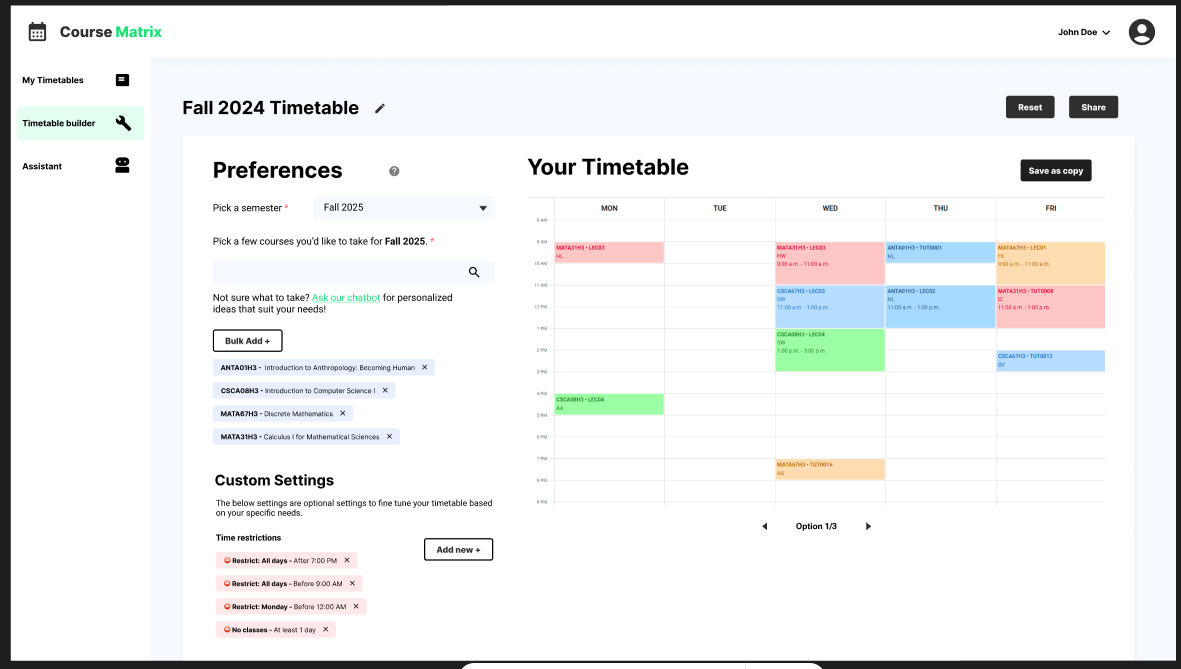 Course Matrix
John Doe
My Timetables
Timetable builder
Assistant
Fall 2024 Timetable
Reset
Share
Preferences
?
Pick a semester *
Fall 2025
Pick a few courses you'd like to take for Fall 2025. *
Not sure what to take? Ask our chatbot for personalized
ideas that suit your needs!
Bulk Add +
ANTA01H3 - Introduction to Anthropology: Becoming Human ✕
CSCA08H3 - Introduction to Computer Science I ✕
MATA67H3 - Discrete Mathematics ✕
MATA31H3 - Calculus I for Mathematical Sciences ✕
Custom Settings
The below settings are optional settings to fine tune your timetable based
on your specific needs.
Time restrictions
Add new +
Restrict: All days - After 7:00 PM ✕
Restrict: All days - Before 9:00 AM ✕
Restrict: Monday - Before 12:00 AM ✕
No classes - At least 1 day ✕
Your Timetable
Save as copy
MON TUE WED THU FRI
8 AM
9 AM
MATA31H3 • LEC03
HL
MATA31H3 • LEC03
HW
9:00 a.m. - 11:00 a.m.
ANTA01H3 • TUT0001
HL
MATA67H3 • LEC01
HL
9:00 a.m. - 11:00 a.m.
10 AM
11 AM
CSCA67H3 • LEC03
SW
11:00 a.m. - 1:00 p.m.
ANTA01H3 • LEC02
HL
11:00 a.m. - 1:00 p.m.
MATA31H3 • TUT0008
IC
11:00 a.m. - 1:00 p.m.
12 PM
1 PM
CSCA08H3 • LEC04
SW
1:00 p.m. - 3:00 p.m.
2 PM
CSCA67H3 • TUT0013
BV
3 PM
4 PM
CSCA08H3 • LEC04
AA
5 PM
6 PM
7 PM
MATA67H3 • TUT0016
AA
8 PM
9 PM
Option 1/3